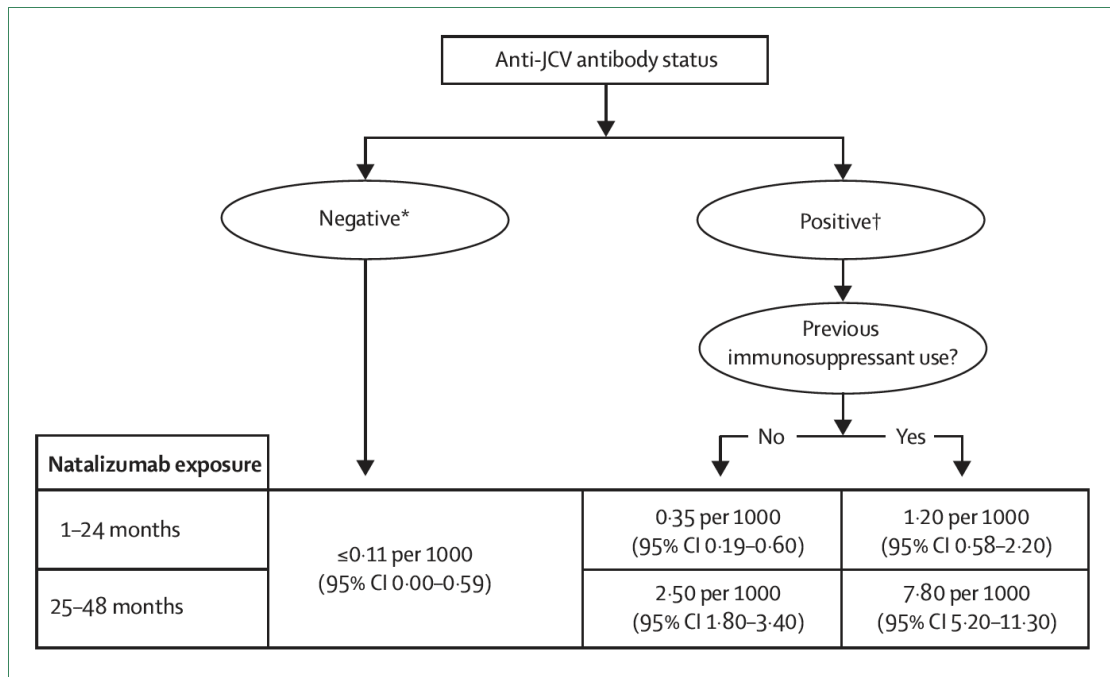 Anti-JCV antibody status
Negative*
Positive†
Previous
immunosuppressant use?
No
Yes
Natalizumab exposure
1–24 months
≤0·11 per 1000
(95% CI 0·00–0·59)
0·35 per 1000
(95% CI 0·19–0·60)
1·20 per 1000
(95% CI 0·58–2·20)
25–48 months
2·50 per 1000
(95% CI 1·80–3·40)
7·80 per 1000
(95% CI 5·20–11·30)